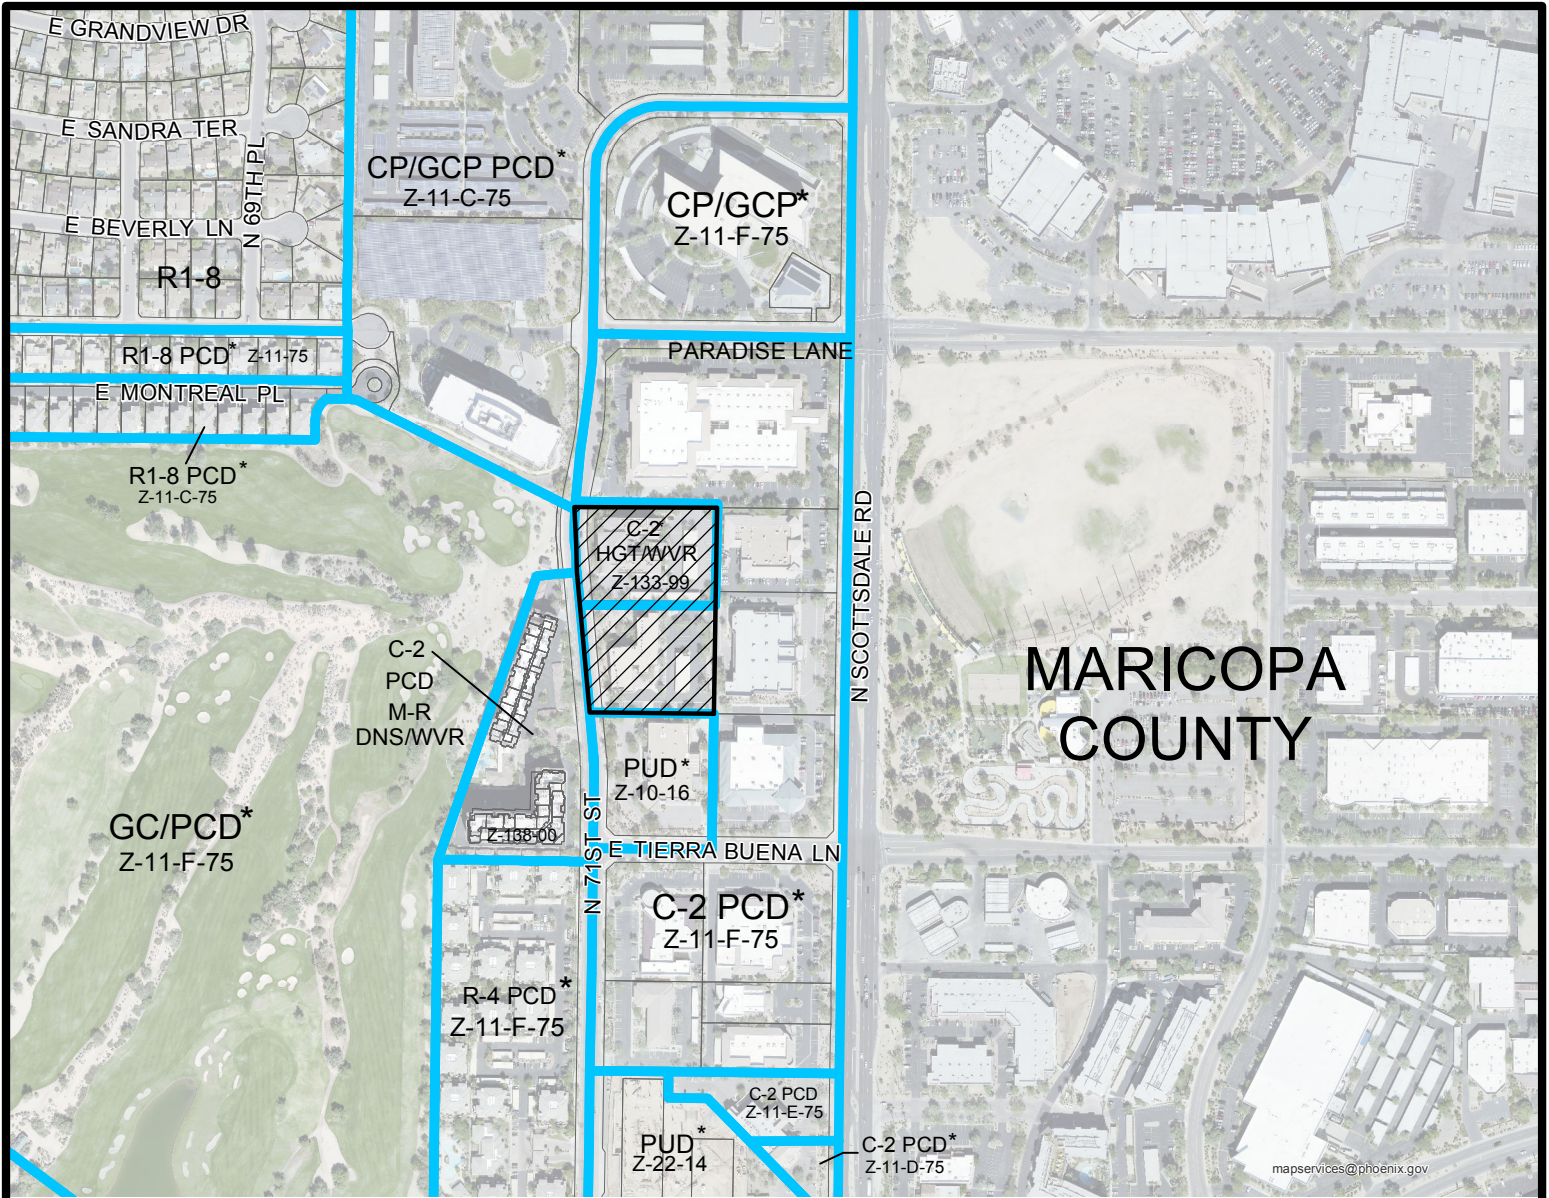 E GRANDVIEW DR
E SANDRA TER
N 69TH PL
E BEVERLY LN
R1-8
CP/GCP PCD*
Z-11-C-75
CP/GCP*
Z-11-F-75
R1-8 PCD* Z-11-75
PARADISE LANE
E MONTREAL PL
R1-8 PCD*
Z-11-C-75
C-2*
HGT/WVR
Z-133-99
N SCOTTSDALE RD
C-2
PCD
M-R
DNS/WVR
MARICOPA
COUNTY
PUD*
Z-10-16
GC/PCD*
Z-11-F-75
Z-138-00
N 71ST ST
E TIERRA BUENA LN
C-2 PCD*
Z-11-F-75
R-4 PCD*
Z-11-F-75
C-2 PCD
Z-11-E-75
PUD*
Z-22-14
C-2 PCD*
Z-11-D-75
mapservices@phoenix.gov